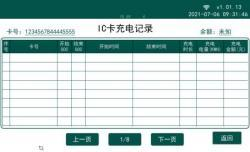 v1.01.13
2021-07-06 09:31:46
IC卡充电记录
卡号：1234567844445555 金额：未知
序号 卡号 开始SOC 结束SOC 开始时间 结束时间 充电时长 充电电量(KWH) 充电金额(元)
上一页 1/8 下一页 返回